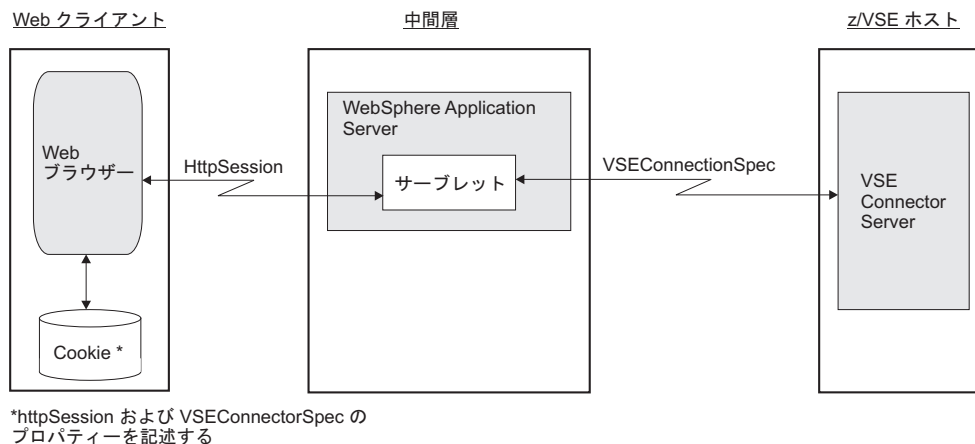 Web クライアント
中間層
z/VSE ホスト
WebSphere Application
Server
Web
ブラウザー
HttpSession
サーブレット
VSEConnectionSpec
VSE
Connector
Server
Cookie *
*httpSession および VSEConnectorSpec の
プロパティーを記述する